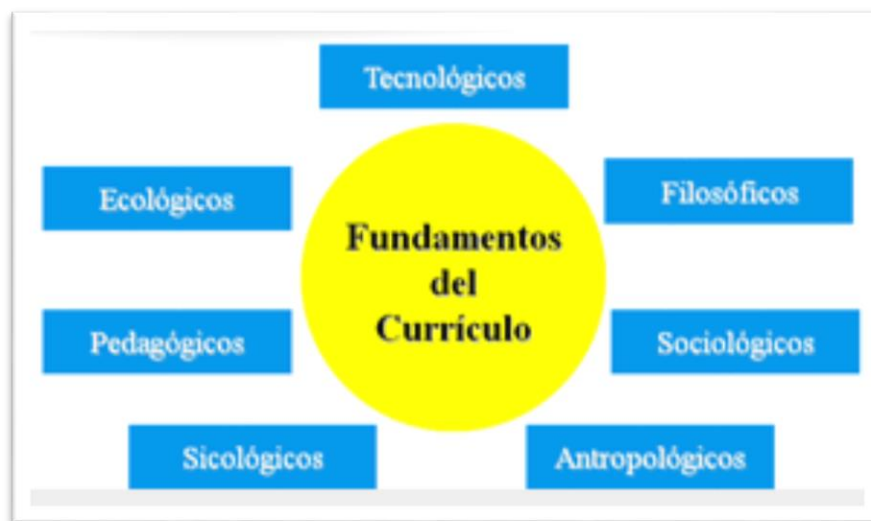 Tecnológicos
Ecológicos
Filosóficos
Fundamentos
del
Currículo
Pedagógicos
Sociológicos
Sicológicos
Antropológicos